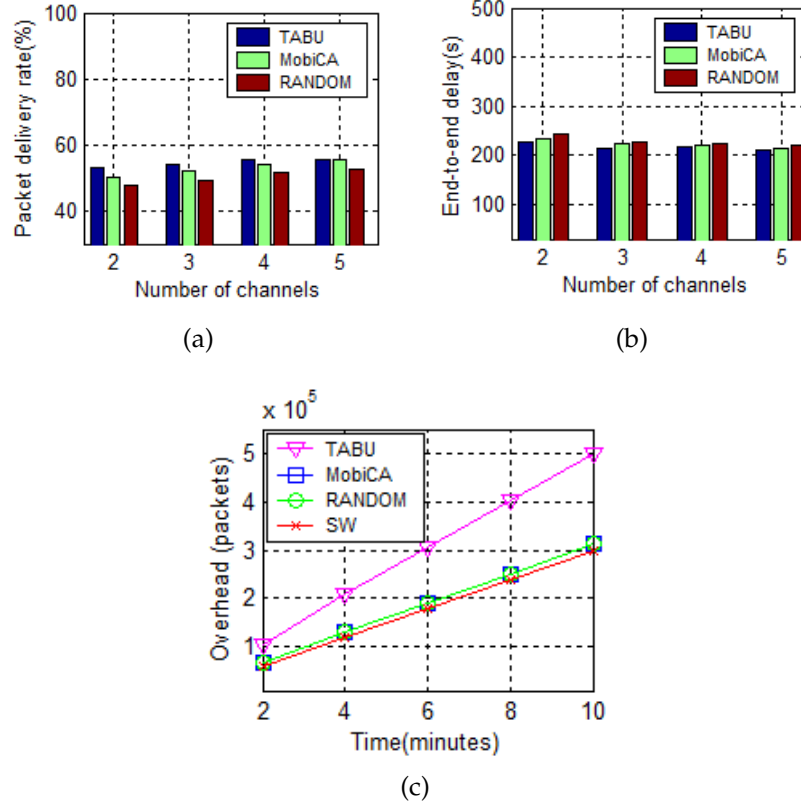 Packet delivery rate(%)
100
80
60
40
TABU
MobiCA
RANDOM
2 3 4 5
Number of channels
(a)
End-to-end delay(s)
500
400
300
200
100
TABU
MobiCA
RANDOM
2 3 4 5
Number of channels
(b)
x 10^5
Overhead (packets)
5
4
3
2
1
TABU
MobiCA
RANDOM
SW
2 4 6 8 10
Time(minutes)
(c)